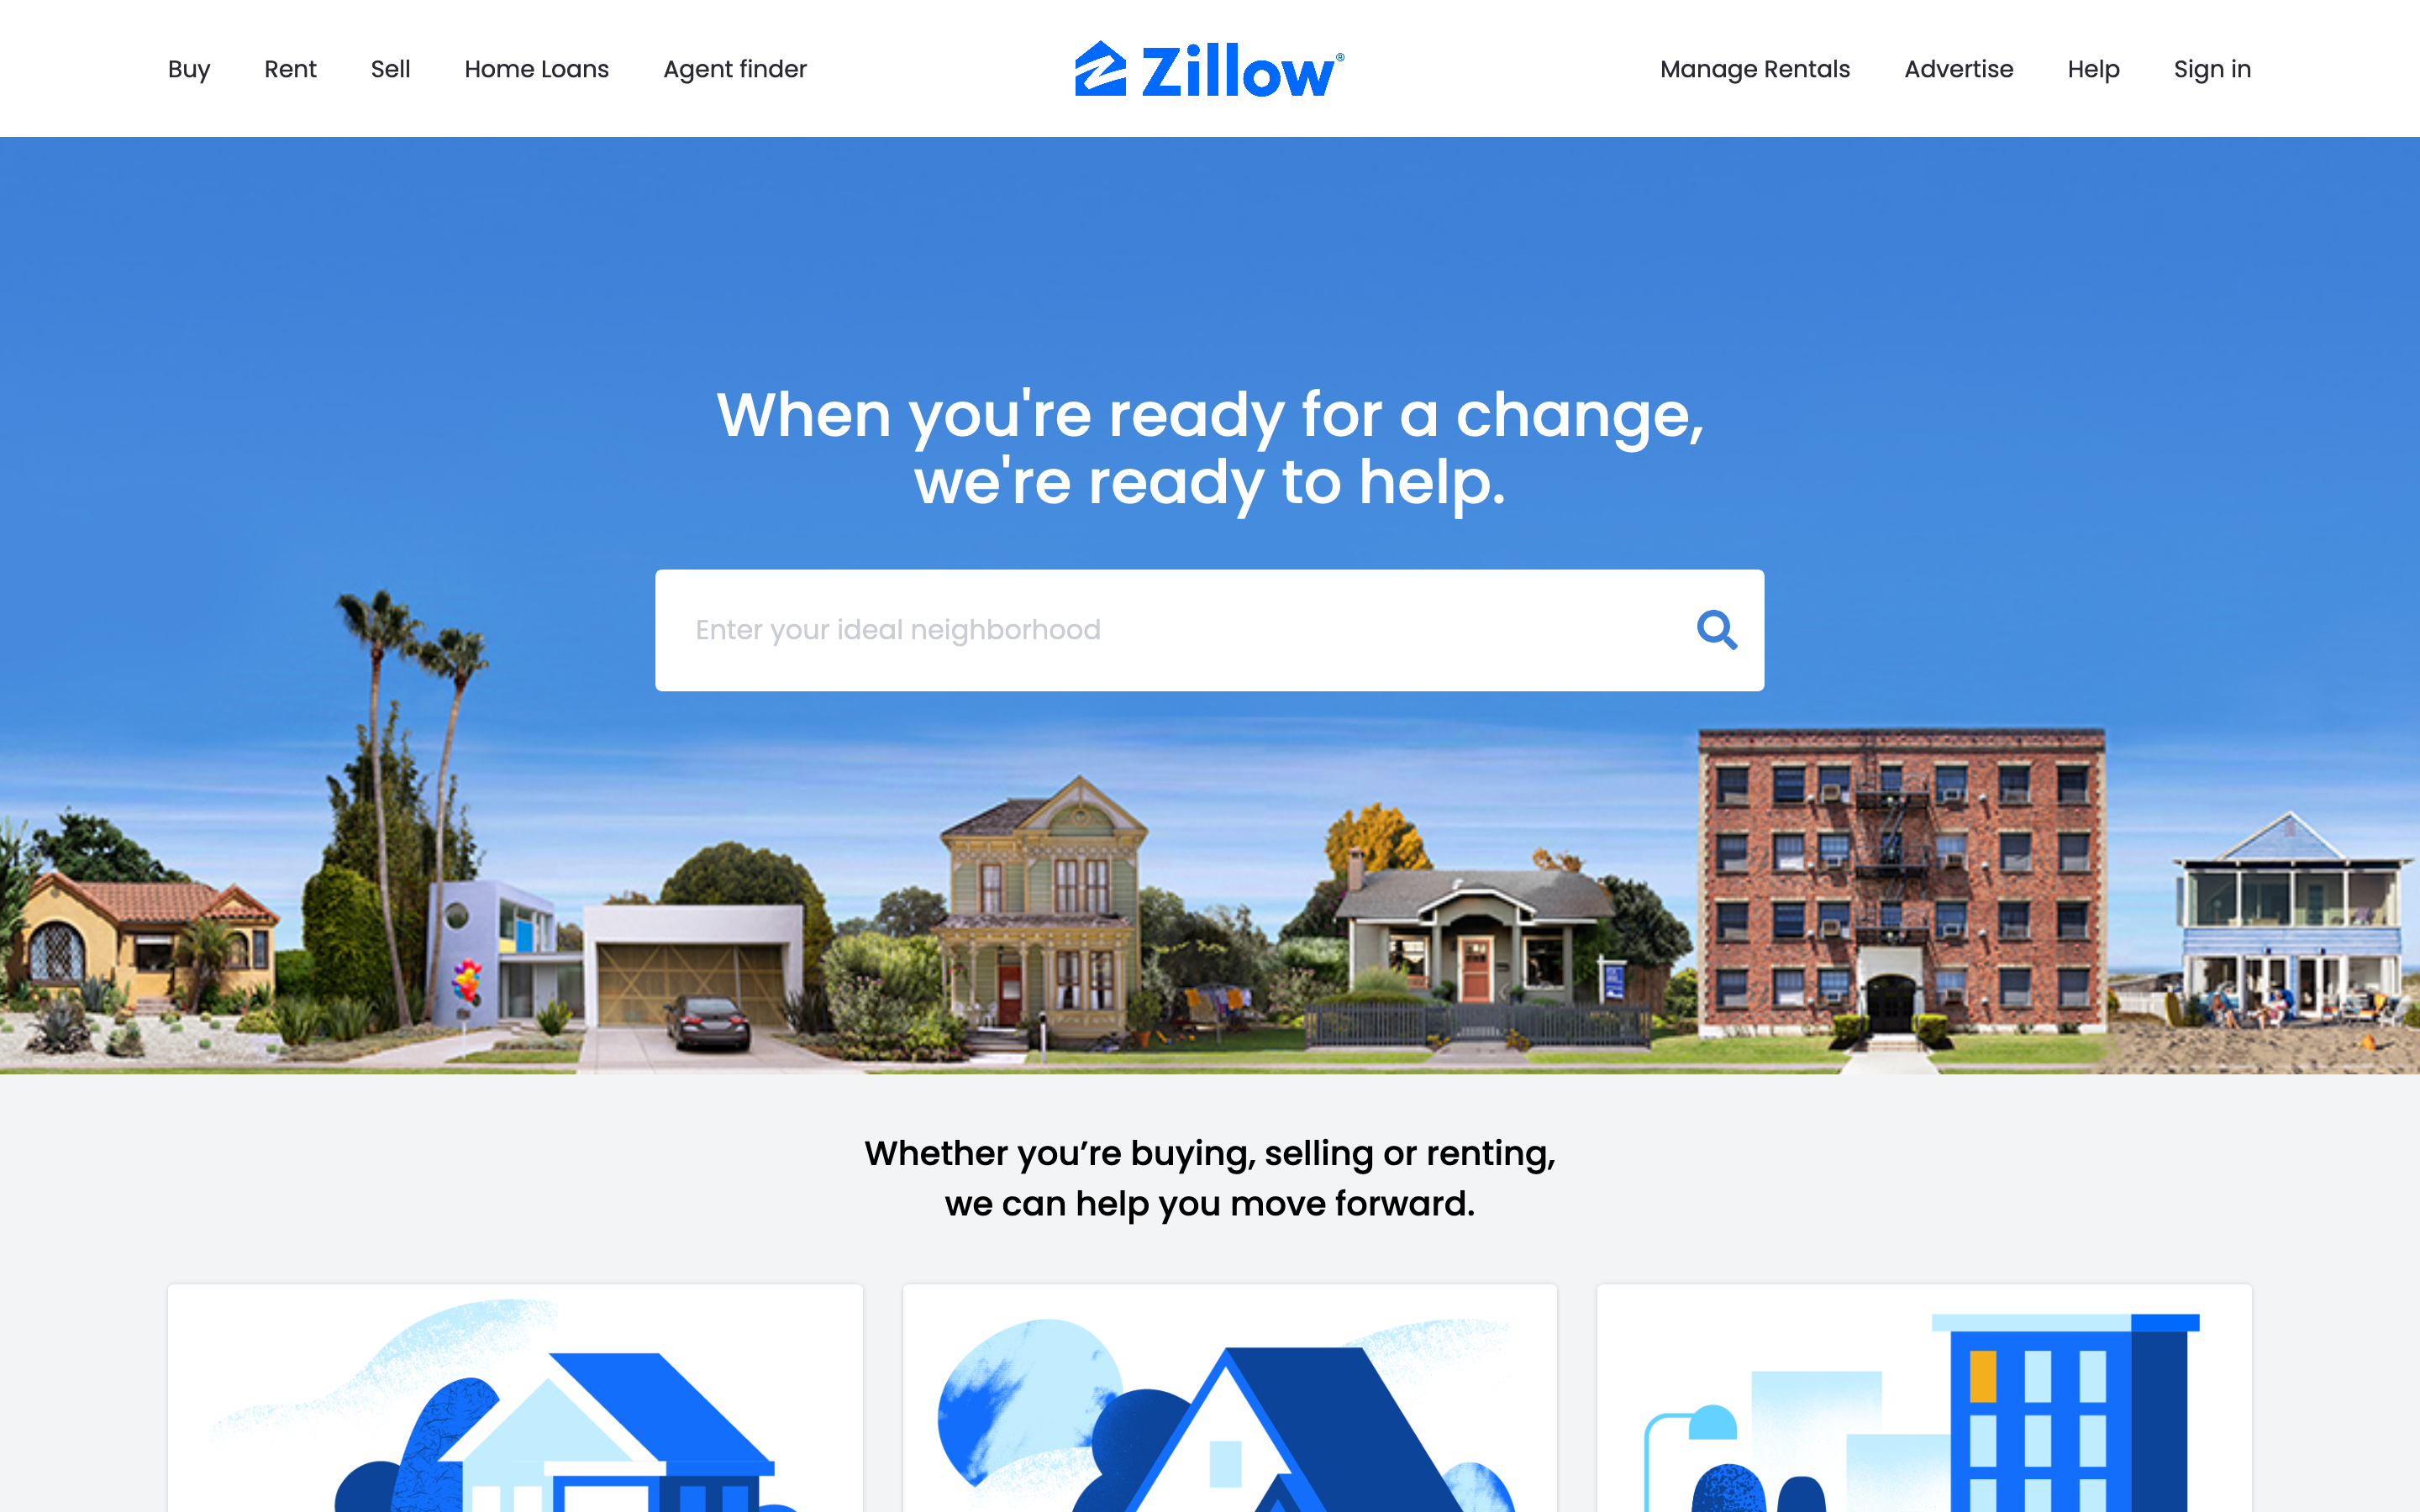 Buy Rent Sell Home Loans Agent finder Zillow® Manage Rentals Advertise Help Sign in
When you're ready for a change,
we're ready to help.
Enter your ideal neighborhood
Whether you’re buying, selling or renting,
we can help you move forward.